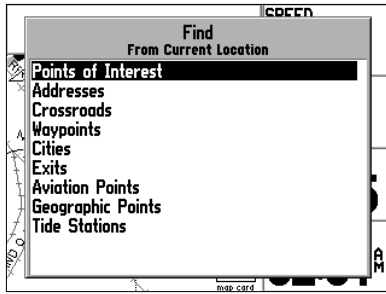 SPEED
Find
From Current Location
Points of Interest
Addresses
Crossroads
Waypoints
Cities
Exits
Aviation Points
Geographic Points
Tide Stations
map card